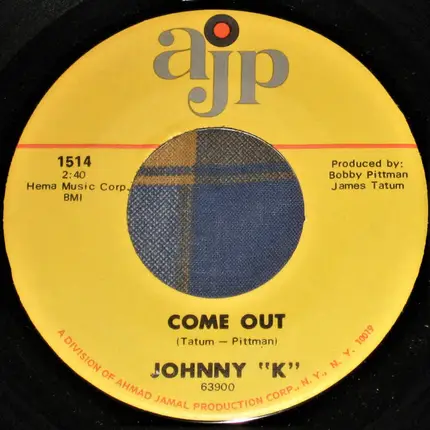 ajp
1514
2:40
Hema Music Corp.
BMI
Produced by:
Bobby Pittman
James Tatum
COME OUT
(Tatum — Pittman)
JOHNNY "K"
63900
A DIVISION OF AHMAD JAMAL PRODUCTION CORP., N.Y., N.Y. 10019